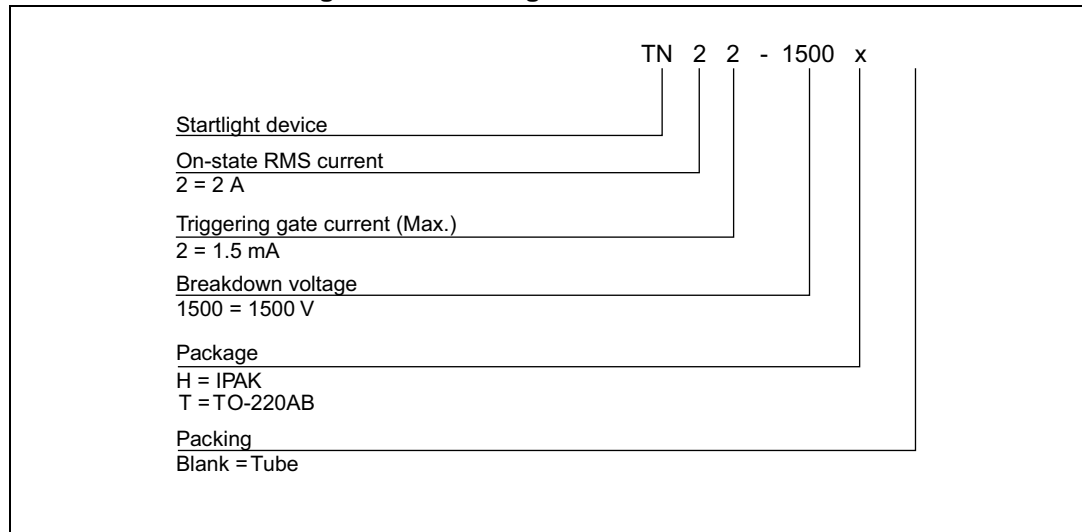 TN 2 2 - 1500 x
Startlight device
On-state RMS current
2 = 2 A
Triggering gate current (Max.)
2 = 1.5 mA
Breakdown voltage
1500 = 1500 V
Package
H = IPAK
T = TO-220AB
Packing
Blank = Tube